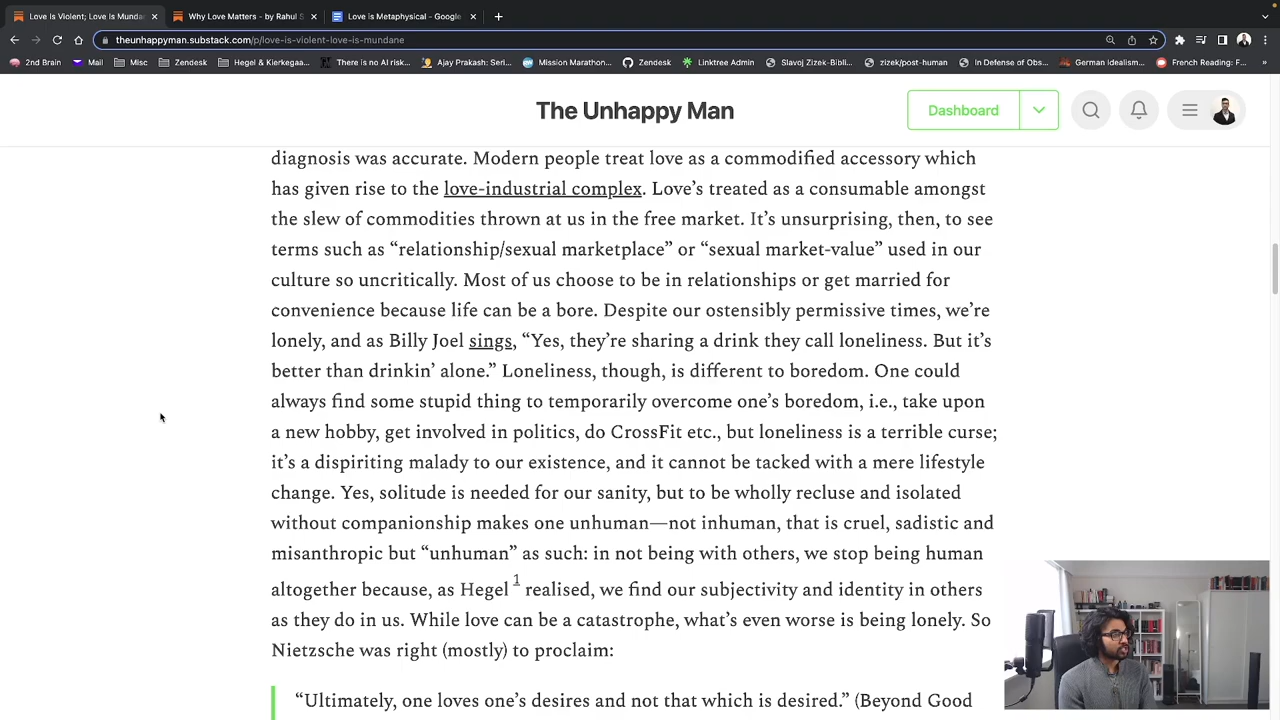 Love is Violent; Love is Munda
Why Love Matters - by Rahul S
Love is Metaphysical - Google
theunhappyman.substack.com/p/love-is-violent-love-is-mundane
2nd Brain
Mail
Misc
Zendesk
Hegel & Kierkegaa...
There is no AI risk...
Ajay Prakash: Seri...
Mission Marathon...
Zendesk
Linktree Admin
Slavoj Zizek-Bibli...
zizek/post-human
In Defense of Obs...
German Idealism...
French Reading: F...
»
The Unhappy Man
Dashboard
diagnosis was accurate. Modern people treat love as a commodified accessory which
has given rise to the love-industrial complex. Love’s treated as a consumable amongst
the slew of commodities thrown at us in the free market. It’s unsurprising, then, to see
terms such as “relationship/sexual marketplace” or “sexual market-value” used in our
culture so uncritically. Most of us choose to be in relationships or get married for
convenience because life can be a bore. Despite our ostensibly permissive times, we’re
lonely, and as Billy Joel sings, “Yes, they’re sharing a drink they call loneliness. But it’s
better than drinkin’ alone.” Loneliness, though, is different to boredom. One could
always find some stupid thing to temporarily overcome one’s boredom, i.e., take upon
a new hobby, get involved in politics, do CrossFit etc., but loneliness is a terrible curse;
it’s a dispiriting malady to our existence, and it cannot be tacked with a mere lifestyle
change. Yes, solitude is needed for our sanity, but to be wholly recluse and isolated
without companionship makes one unhuman—not inhuman, that is cruel, sadistic and
misanthropic but “unhuman” as such: in not being with others, we stop being human
altogether because, as Hegel 1 realised, we find our subjectivity and identity in others
as they do in us. While love can be a catastrophe, what’s even worse is being lonely. So
Nietzsche was right (mostly) to proclaim:
“Ultimately, one loves one’s desires and not that which is desired.” (Beyond Good